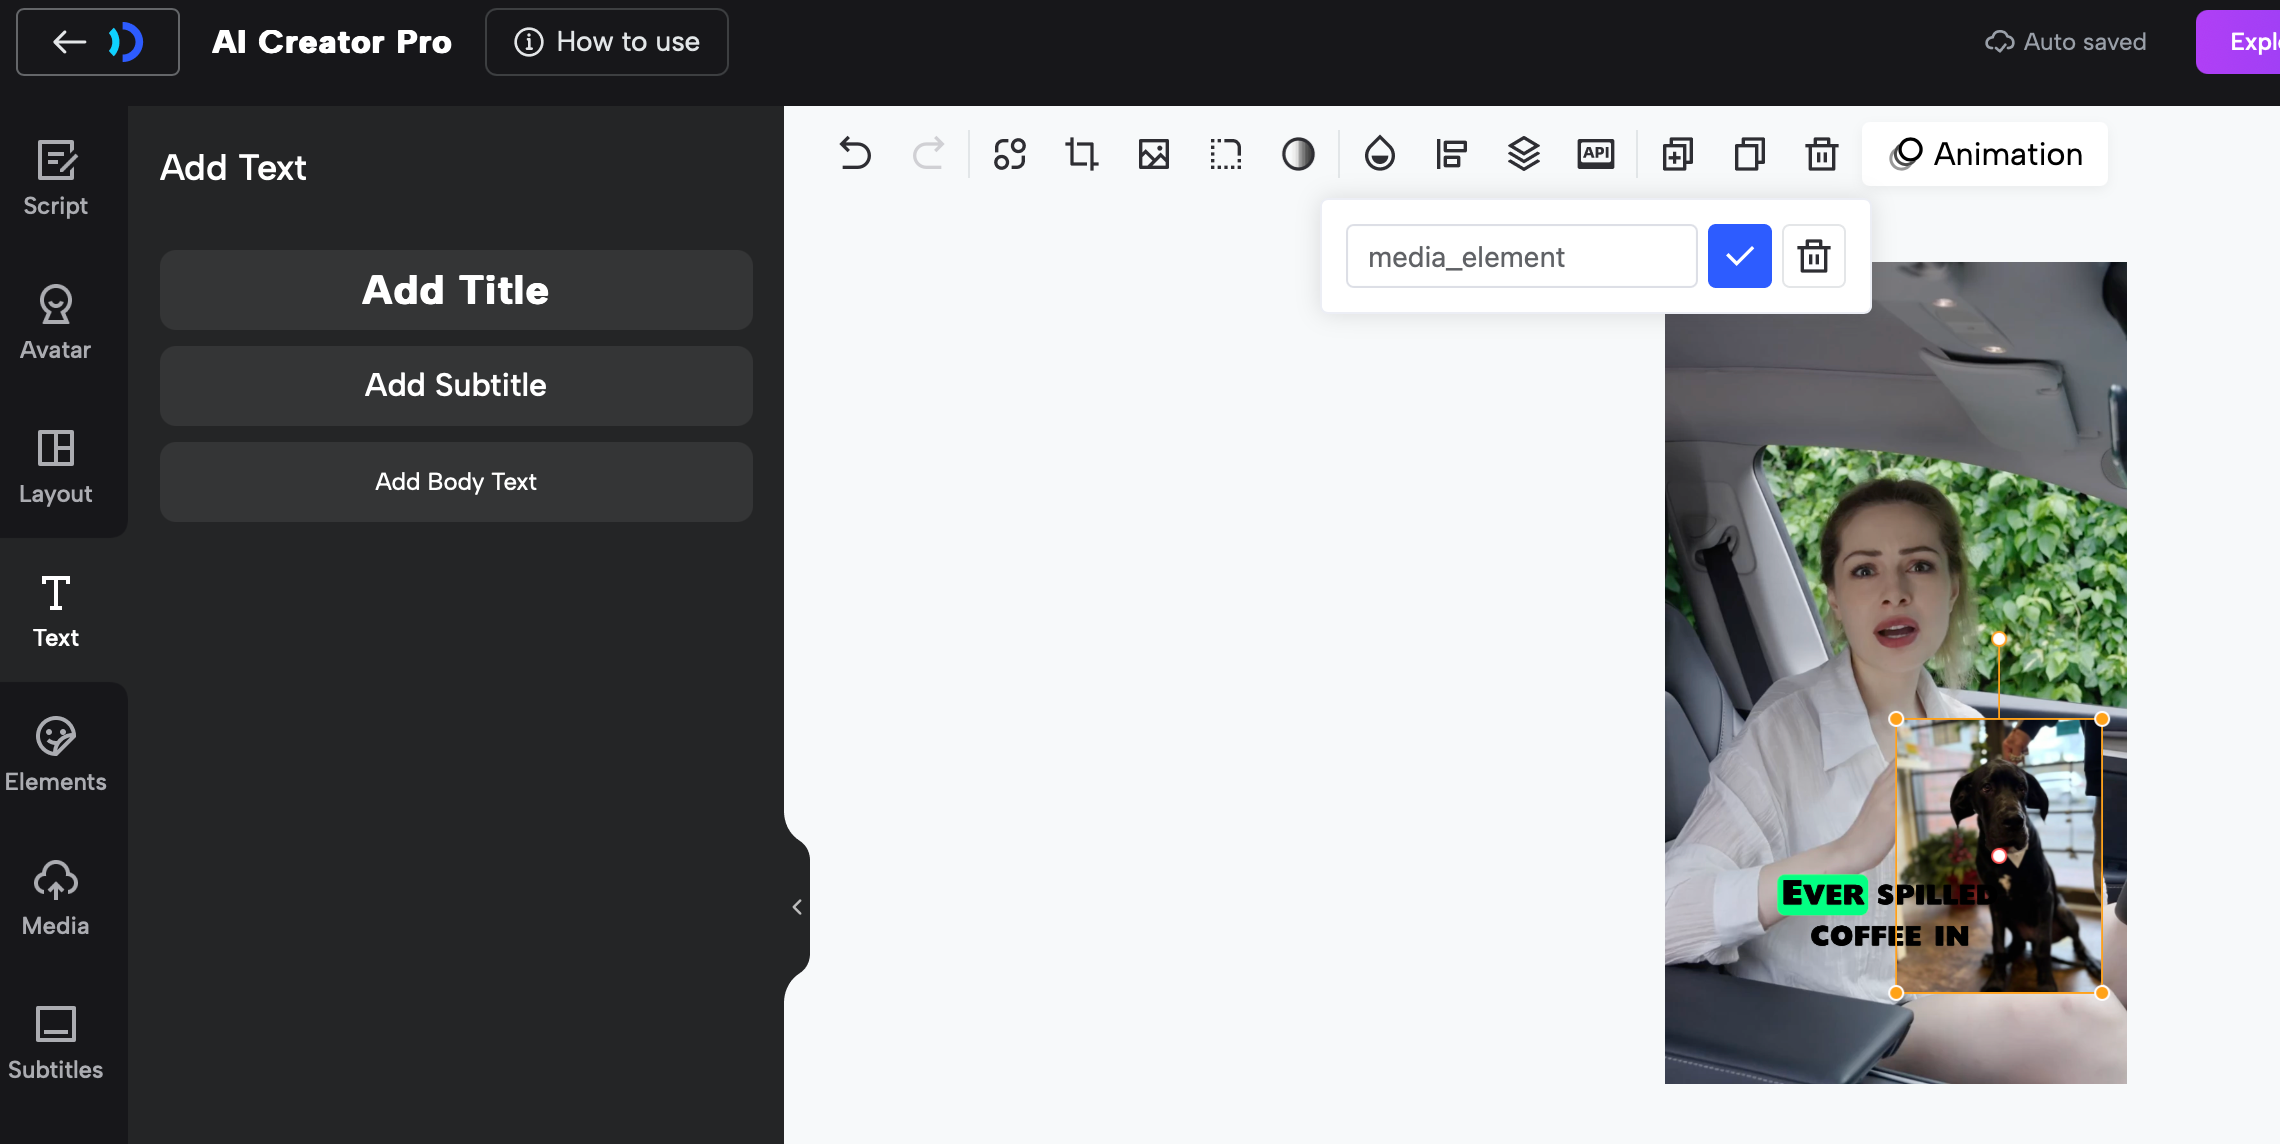 AI Creator Pro
How to use
Auto saved
Script
Avatar
Layout
Text
Elements
Media
Subtitles
Add Text
Add Title
Add Subtitle
Add Body Text
API
Animation
media_element
EVER SPILLED
COFFEE IN